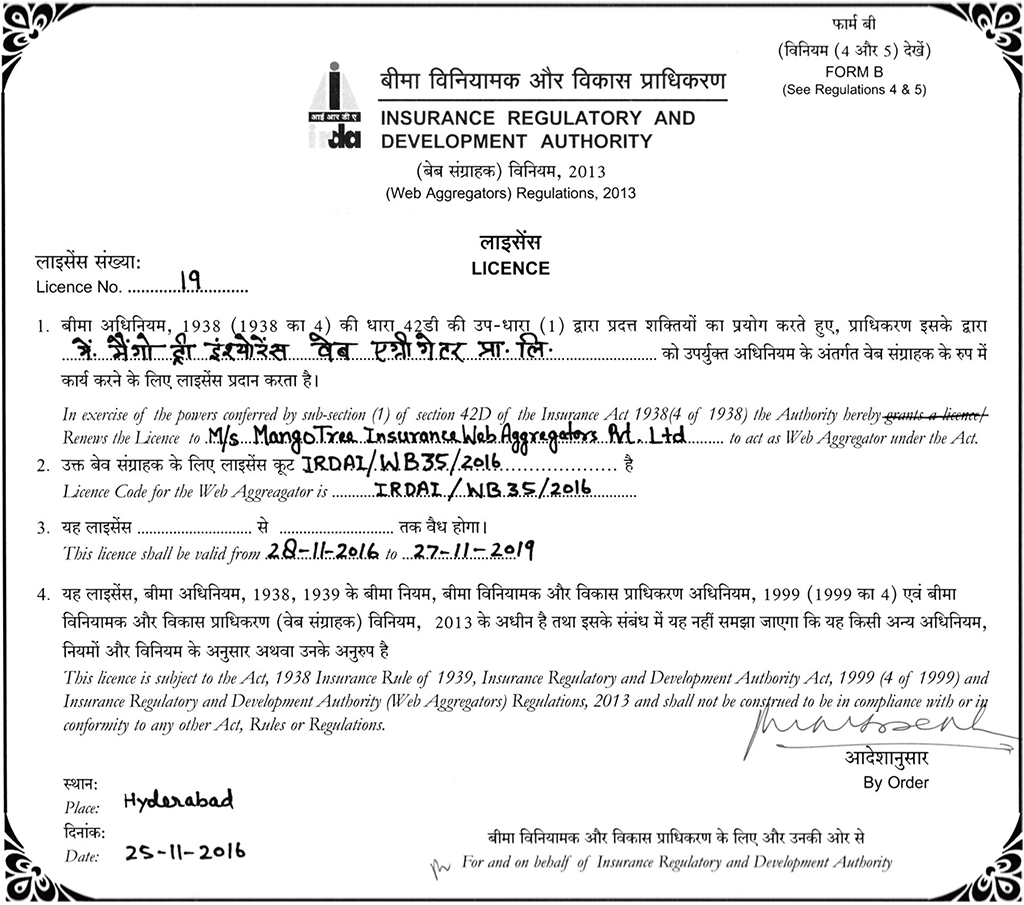 फार्म बी
(विनियम (4 और 5) देखें)
FORM B
(See Regulations 4 & 5)
आई आर डी ए
irda
बीमा विनियामक और विकास प्राधिकरण
INSURANCE REGULATORY AND
DEVELOPMENT AUTHORITY
(बेब संग्राहक) विनियम, 2013
(Web Aggregators) Regulations, 2013
लाइसेंस
LICENCE
लाइसेंस संख्या:
Licence No. ........19........
1. बीमा अधिनियम, 1938 (1938 का 4) की धारा 42डी की उप-धारा (1) द्वारा प्रदत्त शक्तियों का प्रयोग करते हुए, प्राधिकरण इसके द्वारा
मे. मैंगो ट्री इंश्योरेंस वेब एग्रीगेटर प्रा. लि. ............ को उपर्युक्त अधिनियम के अंतर्गत वेब संग्राहक के रुप में
कार्य करने के लिए लाइसेंस प्रदान करता है।
In exercise of the powers conferred by sub-section (1) of section 42D of the Insurance Act 1938(4 of 1938) the Authority hereby grants a licence/
Renews the Licence to M/s MangoTree Insurance Web Aggregators Pvt. Ltd ........ to act as Web Aggregator under the Act.
2. उक्त बेव संग्राहक के लिए लाइसेंस कूट IRDAI/WB35/2016 .................... है
Licence Code for the Web Aggreagator is ........ IRDAI/WB35/2016 ........
3. यह लाइसेंस ........................ से ........................ तक वैध होगा।
This licence shall be valid from 28-11-2016 to 27-11-2019
4. यह लाइसेंस, बीमा अधिनियम, 1938, 1939 के बीमा नियम, बीमा विनियामक और विकास प्राधिकरण अधिनियम, 1999 (1999 का 4) एवं बीमा
विनियामक और विकास प्राधिकरण (वेब संग्राहक) विनियम, 2013 के अधीन है तथा इसके संबंध में यह नहीं समझा जाएगा कि यह किसी अन्य अधिनियम,
नियमों और विनियम के अनुसार अथवा उनके अनुरुप है
This licence is subject to the Act, 1938 Insurance Rule of 1939, Insurance Regulatory and Development Authority Act, 1999 (4 of 1999) and
Insurance Regulatory and Development Authority (Web Aggregators) Regulations, 2013 and shall not be construed to be in compliance with or in
conformity to any other Act, Rules or Regulations.
आदेशानुसार
By Order
स्थान:
Place: Hyderabad
दिनांक:
Date: 25-11-2016
बीमा विनियामक और विकास प्राधिकरण के लिए और उनकी ओर से
For and on behalf of Insurance Regulatory and Development Authority